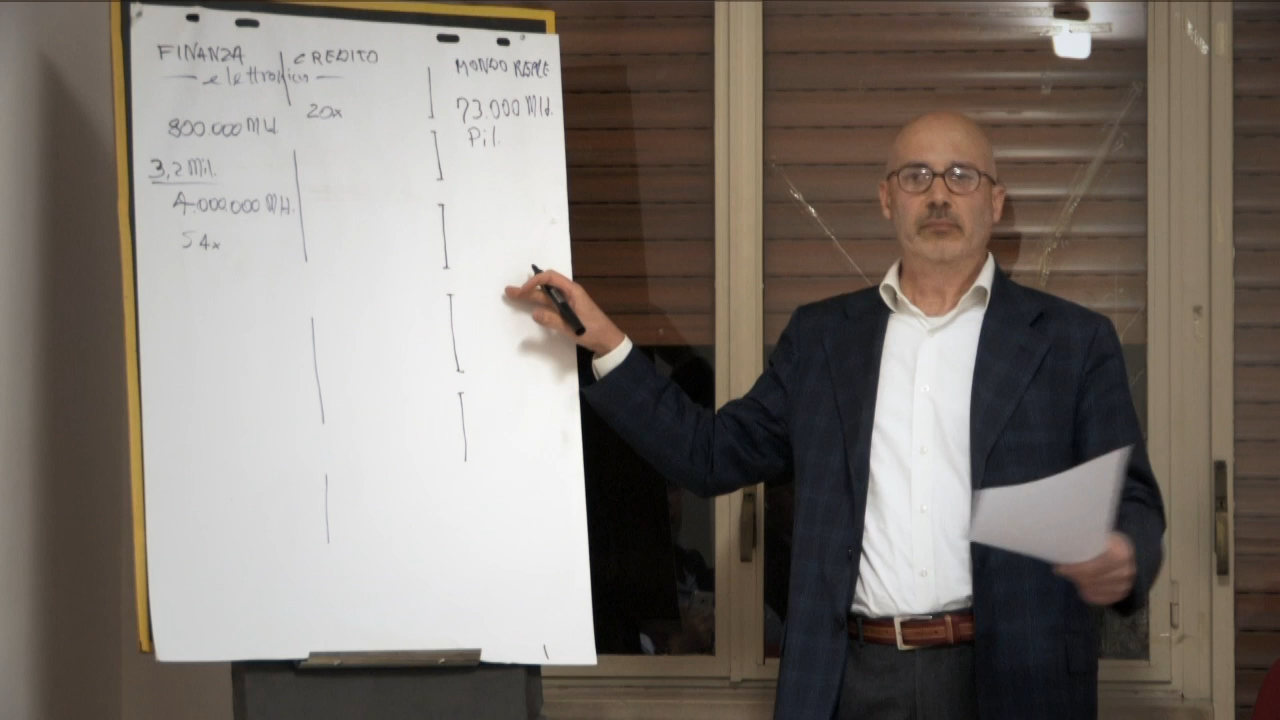 FINANZA CREDITO MONDO REALE
elettronica
20x
73.000 Mld.
800.000 Mld.
Pil.
3,2 Mil.
4.000.000 Mld.
54x